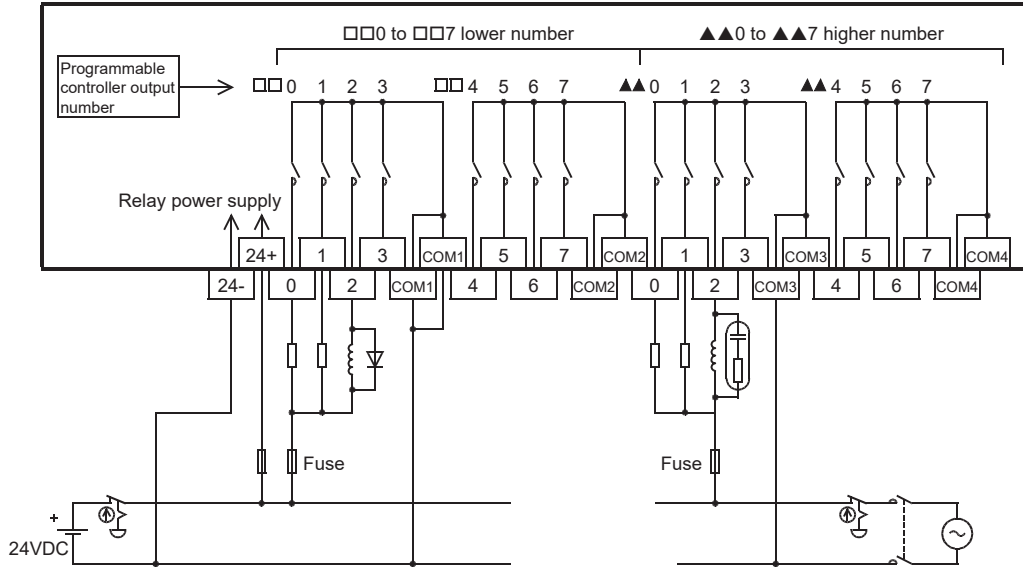 □□0 to □□7 lower number ▲▲0 to ▲▲7 higher number
Programmable
controller output
number
□□ 0 1 2 3 □□ 4 5 6 7 ▲▲ 0 1 2 3 ▲▲ 4 5 6 7
Relay power supply
24+ 1 3 COM1 5 7 COM2 1 3 COM3 5 7 COM4
24- 0 2 COM1 4 6 COM2 0 2 COM3 4 6 COM4
Fuse Fuse
+
24VDC